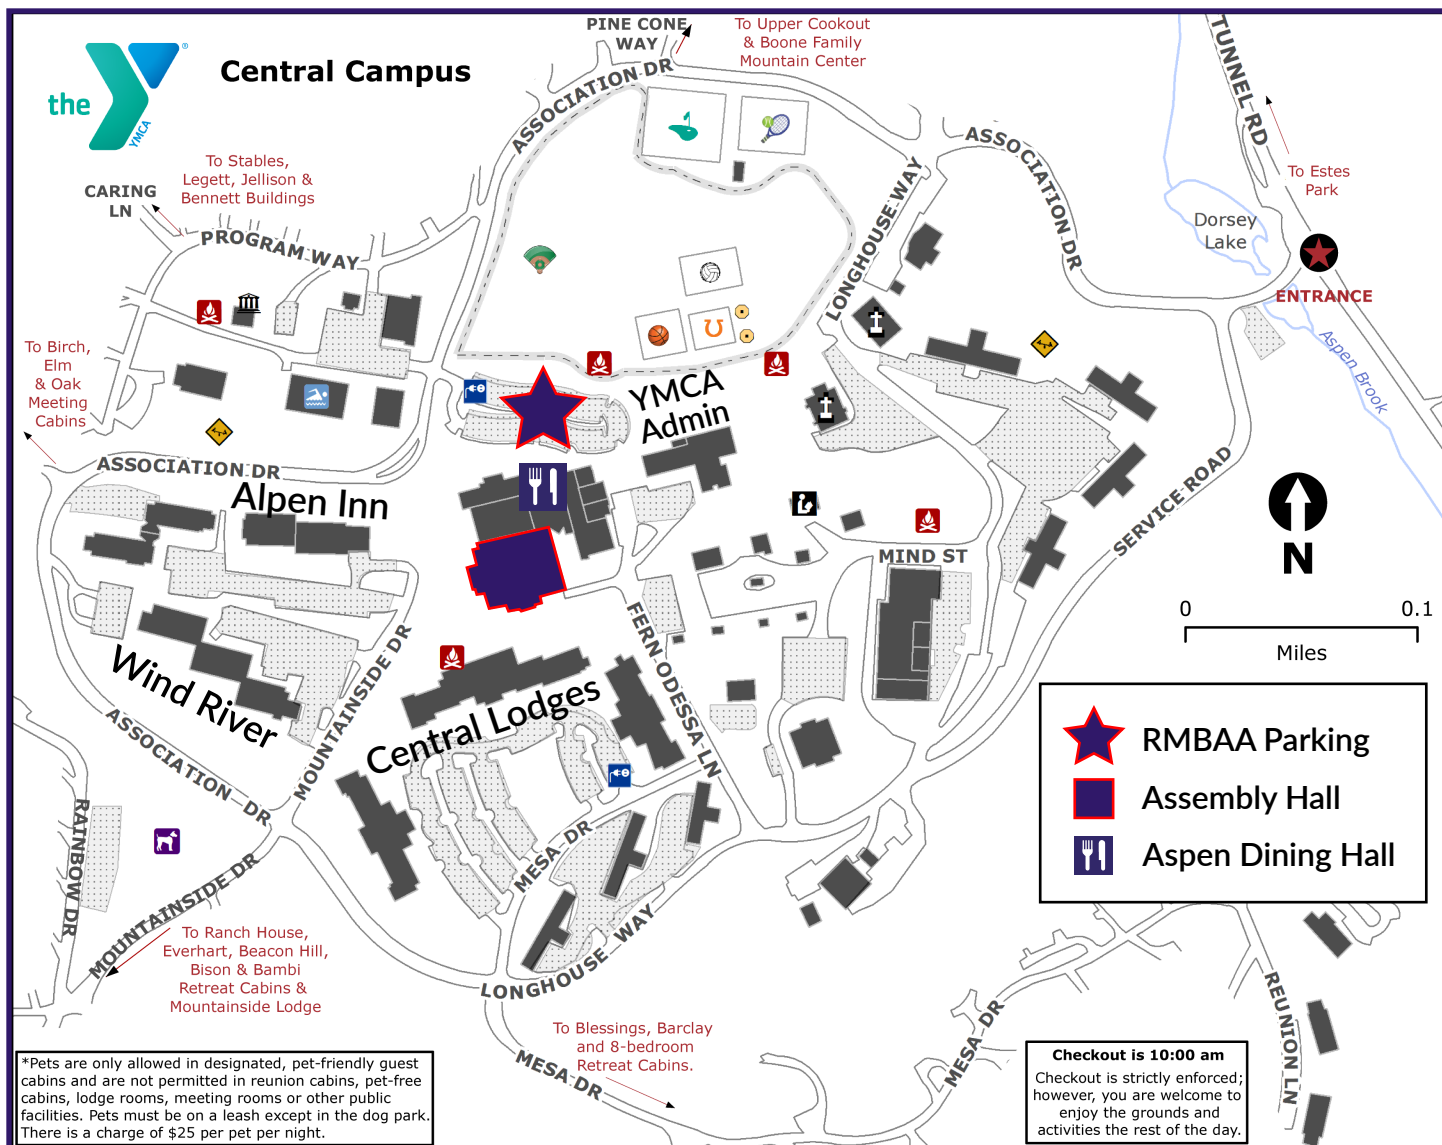 the
YMCA
®
Central Campus
PINE CONE
WAY
To Upper Cookout
& Boone Family
Mountain Center
ASSOCIATION DR
TUNNEL RD
ASSOCIATION DR
To Estes
Park
To Stables,
Legett, Jellison &
Bennett Buildings
CARING
LN
PROGRAM WAY
LONGHOUSE WAY
Dorsey
Lake
ENTRANCE
Aspen Brook
To Birch,
Elm
& Oak
Meeting
Cabins
YMCA
Admin
ASSOCIATION DR
Alpen Inn
SERVICE ROAD
N
MIND ST
0 0.1
Miles
FERN ODESSA LN
MOUNTAINSIDE DR
Wind River
Central Lodges
ASSOCIATION DR
RMBAA Parking
Assembly Hall
Aspen Dining Hall
RAINBOW DR
MESA DR
MOUNTAINSIDE DR
To Ranch House,
Everhart, Beacon Hill,
Bison & Bambi
Retreat Cabins &
Mountainside Lodge
LONGHOUSE WAY
To Blessings, Barclay
and 8-bedroom
Retreat Cabins.
MESA DR
MESA DR
REUNION LN
*Pets are only allowed in designated, pet-friendly guest
cabins and are not permitted in reunion cabins, pet-free
cabins, lodge rooms, meeting rooms or other public
facilities. Pets must be on a leash except in the dog park.
There is a charge of $25 per pet per night.
Checkout is 10:00 am
Checkout is strictly enforced;
however, you are welcome to
enjoy the grounds and
activities the rest of the day.